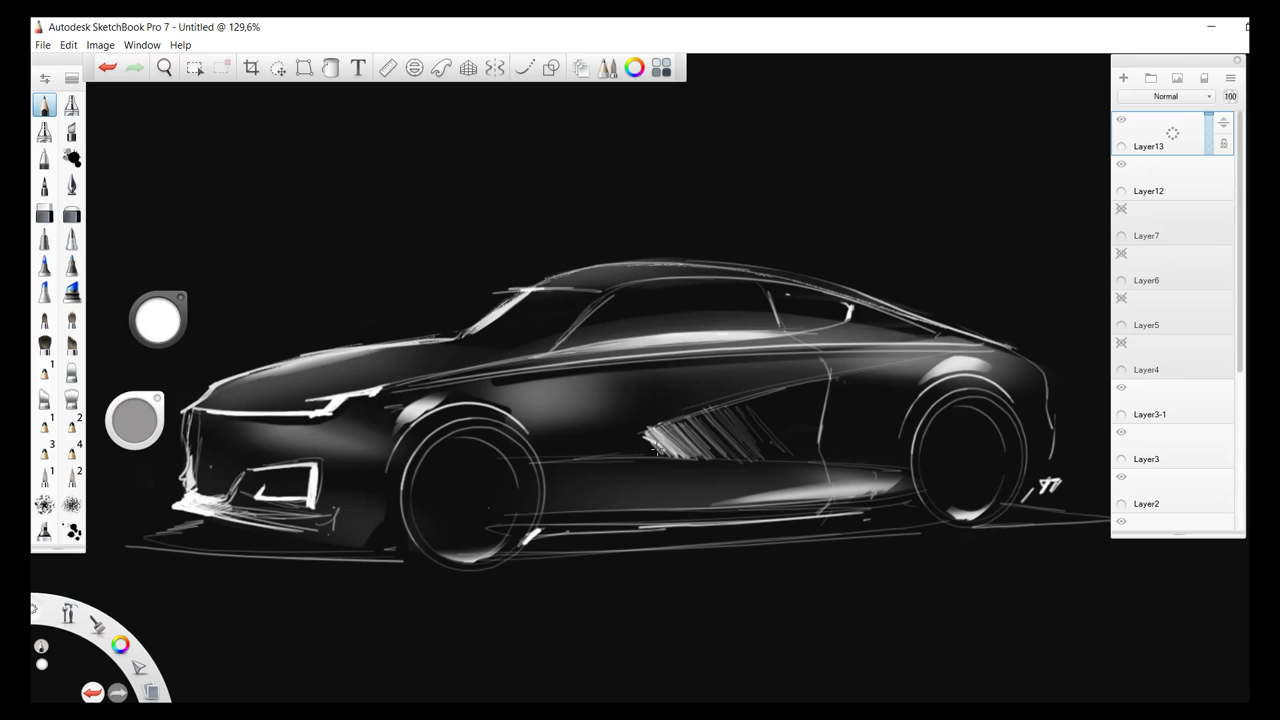 Autodesk SketchBook Pro 7 - Untitled @ 129,6%
File Edit Image Window Help
T
Normal 100
Layer13
Layer12
Layer7
Layer6
Layer5
Layer4
Layer3-1
Layer3
Layer2
1
1 2
3 4
1 2